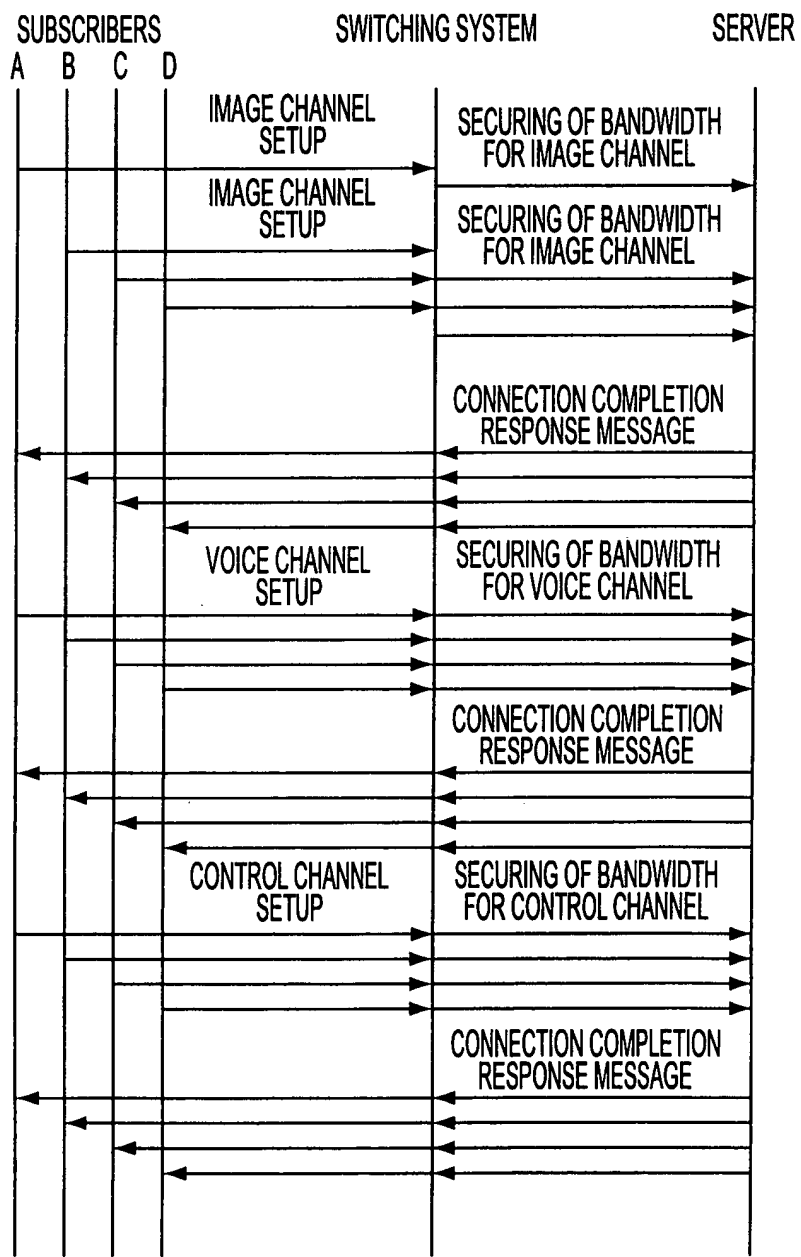 SUBSCRIBERS SWITCHING SYSTEM SERVER
A B C D
IMAGE CHANNEL
SETUP
SECURING OF BANDWIDTH
FOR IMAGE CHANNEL
IMAGE CHANNEL
SETUP
SECURING OF BANDWIDTH
FOR IMAGE CHANNEL
CONNECTION COMPLETION
RESPONSE MESSAGE
VOICE CHANNEL
SETUP
SECURING OF BANDWIDTH
FOR VOICE CHANNEL
CONNECTION COMPLETION
RESPONSE MESSAGE
CONTROL CHANNEL
SETUP
SECURING OF BANDWIDTH
FOR CONTROL CHANNEL
CONNECTION COMPLETION
RESPONSE MESSAGE